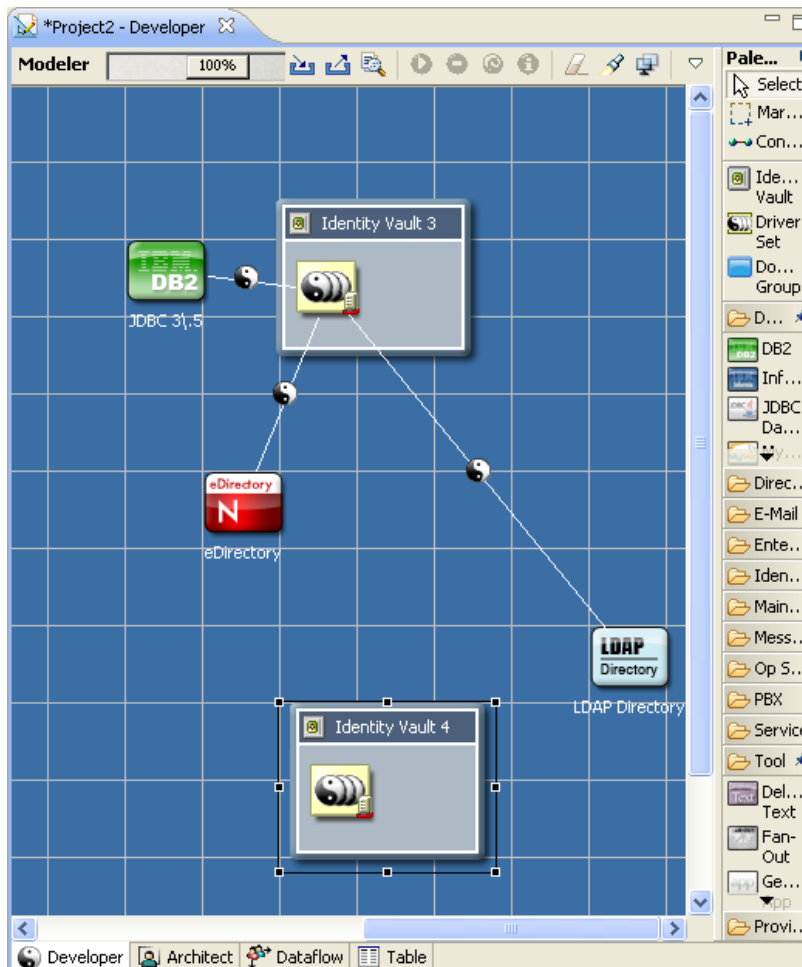 *Project2 - Developer
Modeler
100%
Pale...
Select
Mar...
Con...
Ide...
Vault
Driver
Set
Do...
Group
D...
DB2
Inf...
JDBC
Da...
Direc...
E-Mail
Ente...
Iden...
Main...
Mess...
Op S...
PBX
Service
Tool
Del...
Text
Fan-
Out
Ge...
App
Provi...
Identity Vault 3
IBM
DB2
JDBC 3\.5
eDirectory
N
eDirectory
LDAP
Directory
LDAP Directory
Identity Vault 4
Developer
Architect
Dataflow
Table